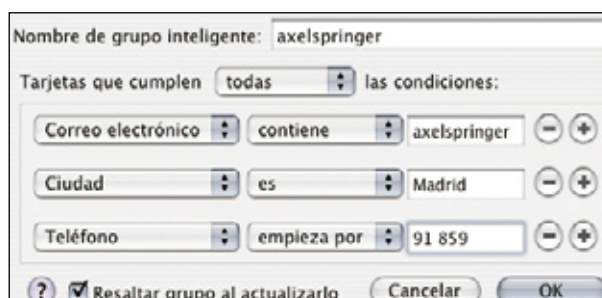 Nombre de grupo inteligente: axelspringer
Tarjetas que cumplen todas las condiciones:
Correo electrónico contiene axelspringer
Ciudad es Madrid
Teléfono empieza por 91 859
? Resaltar grupo al actualizarlo Cancelar OK